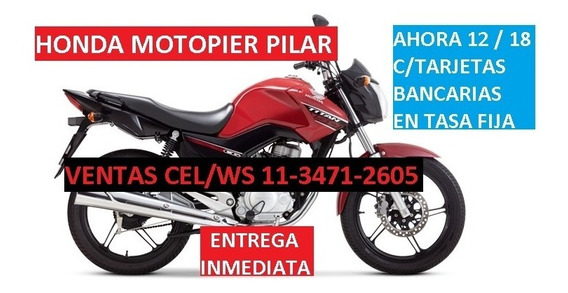 HONDA MOTOPIER PILAR
AHORA 12 / 18
C/TARJETAS
BANCARIAS
EN TASA FIJA
TITAN
VENTAS CEL/WS 11-3471-2605
ENTREGA
INMEDIATA